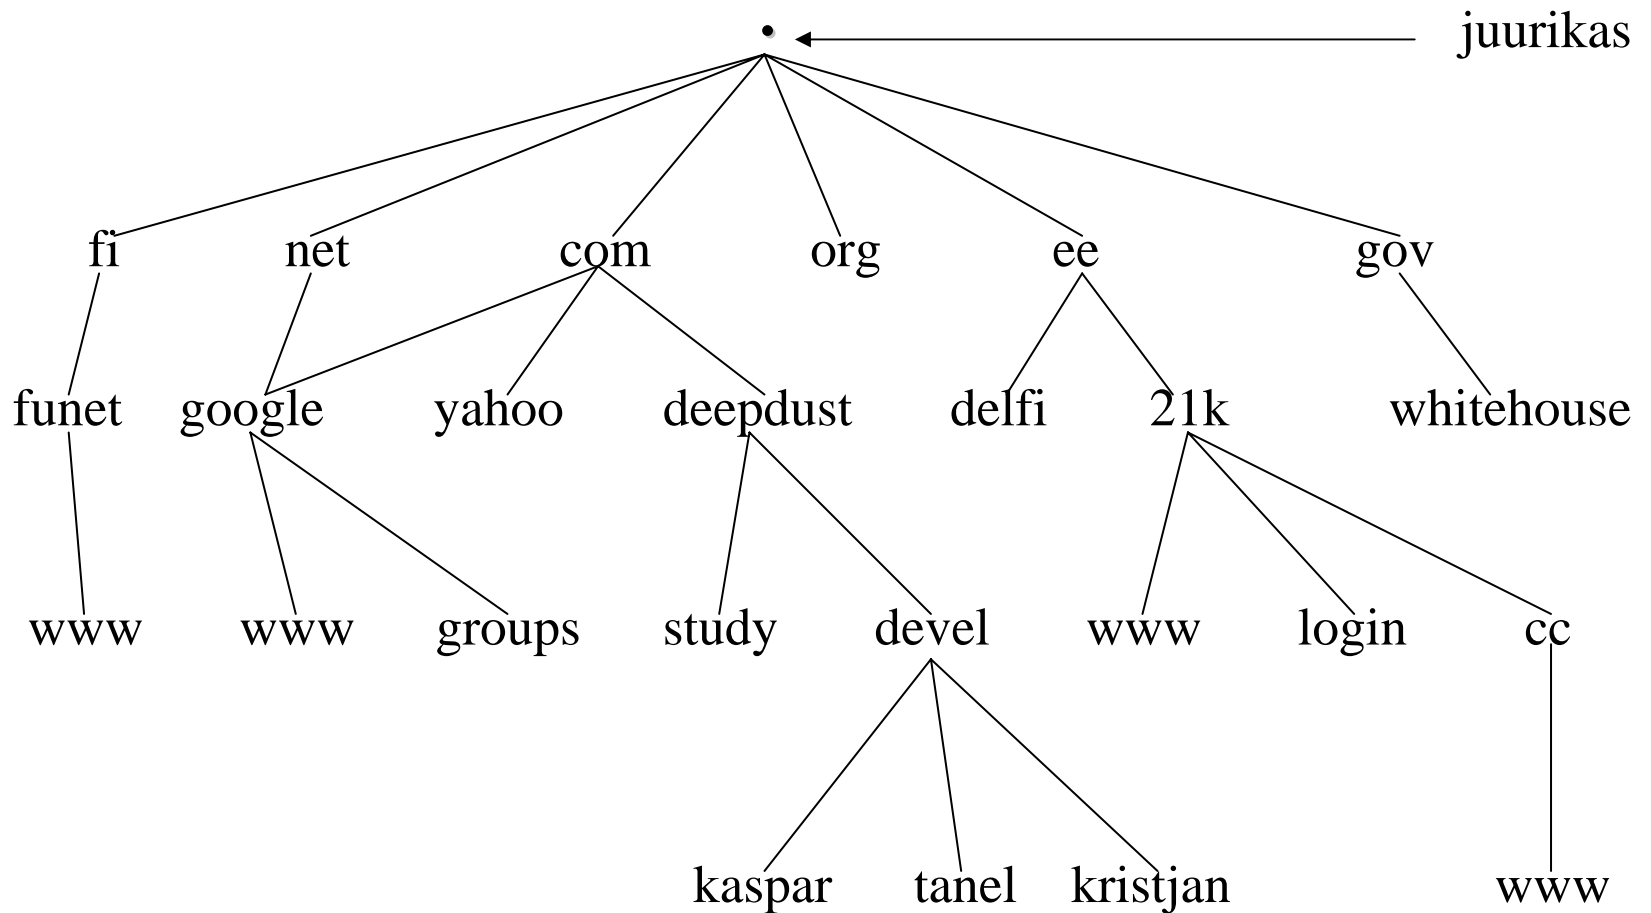 juurikas
fi net com org ee gov
funet google yahoo deepdust delfi 21k whitehouse
www www groups study devel www login cc
kaspar tanel kristjan www